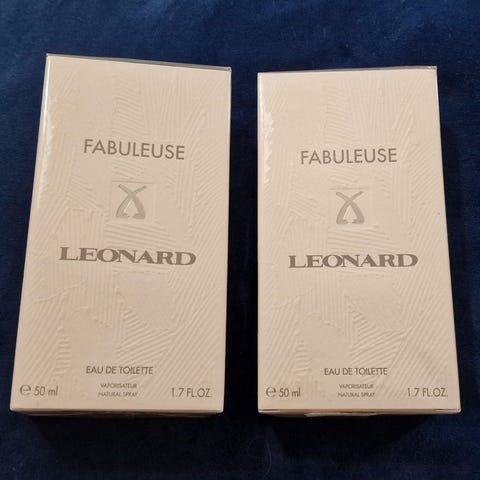 FABULEUSE
LEONARD
EAU DE TOILETTE
VAPORISATEUR
NATURAL SPRAY
e 50 ml
1.7 FL.OZ.
FABULEUSE
LEONARD
EAU DE TOILETTE
VAPORISATEUR
NATURAL SPRAY
e 50 ml
1.7 FL.OZ.